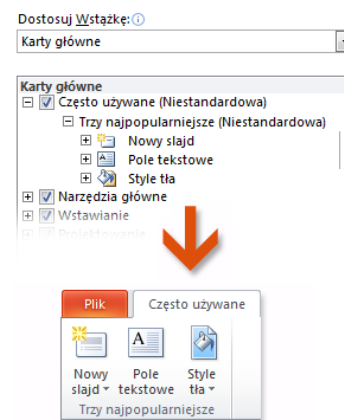 Dostosuj Wstążkę:
Karty główne
Karty główne
Często używane (Niestandardowa)
Trzy najpopularniejsze (Niestandardowa)
Nowy slajd
Pole tekstowe
Style tła
Narzędzia główne
Wstawianie
Projektowanie
Plik
Często używane
Nowy slajd
Pole tekstowe
Style tła
Trzy najpopularniejsze